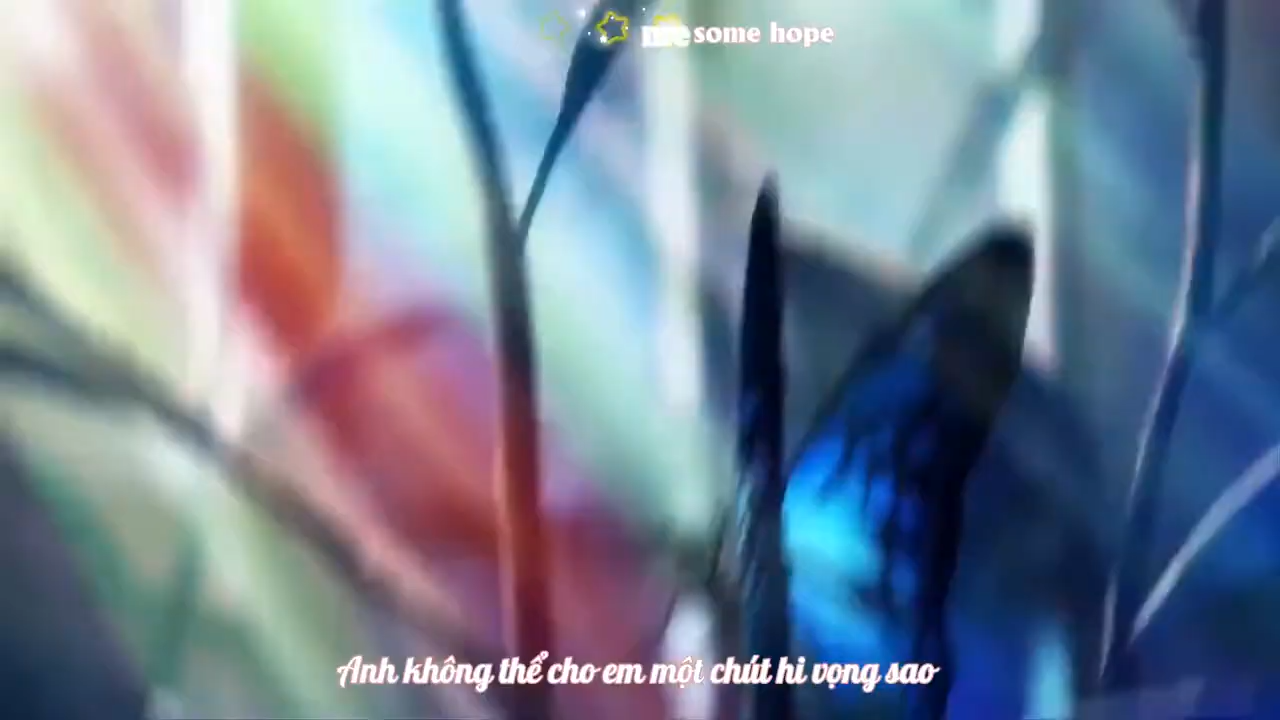 some hope
Anh không thể cho em một chút hi vọng sao